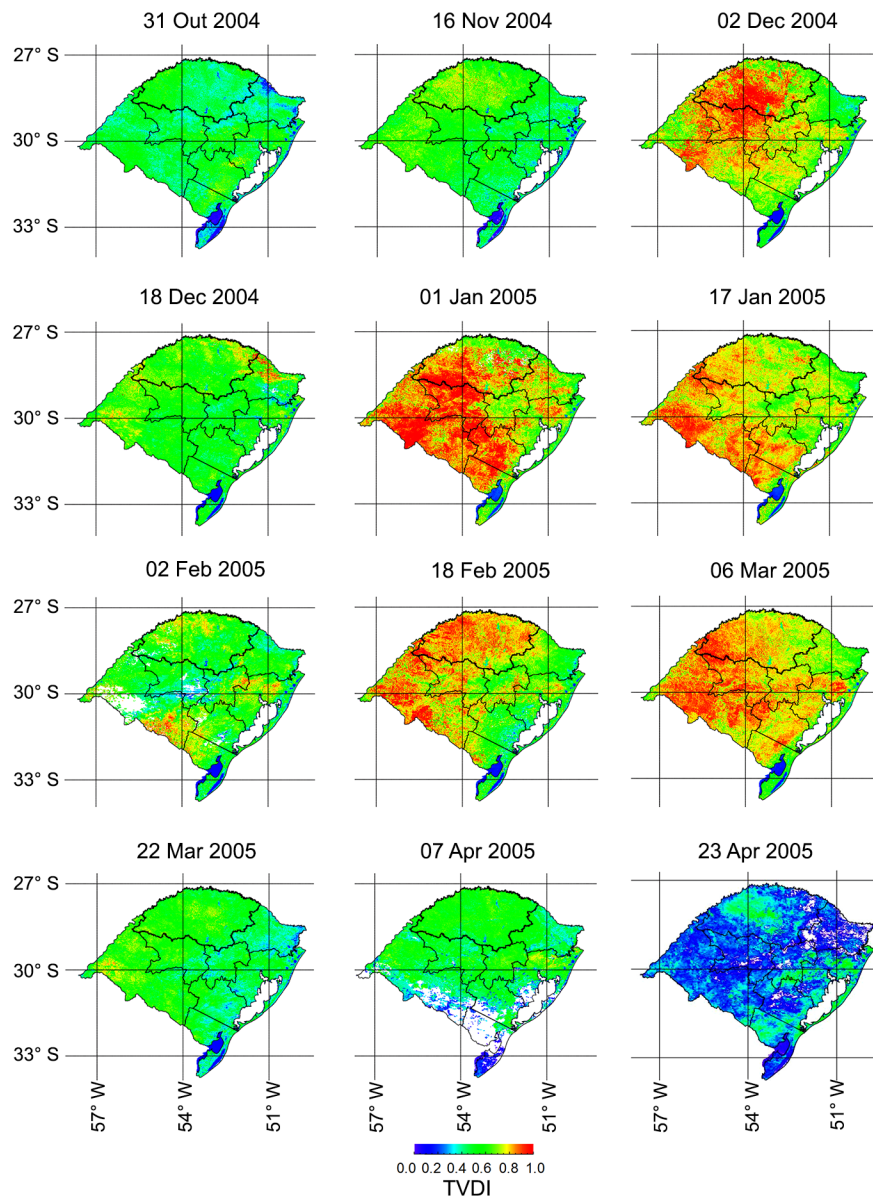 31 Out 2004
16 Nov 2004
02 Dec 2004
27° S
30° S
33° S
18 Dec 2004
01 Jan 2005
17 Jan 2005
27° S
30° S
33° S
02 Feb 2005
18 Feb 2005
06 Mar 2005
27° S
30° S
33° S
22 Mar 2005
07 Apr 2005
23 Apr 2005
27° S
30° S
33° S
57° W
54° W
51° W
57° W
54° W
51° W
57° W
54° W
51° W
0.0 0.2 0.4 0.6 0.8 1.0
TVDI